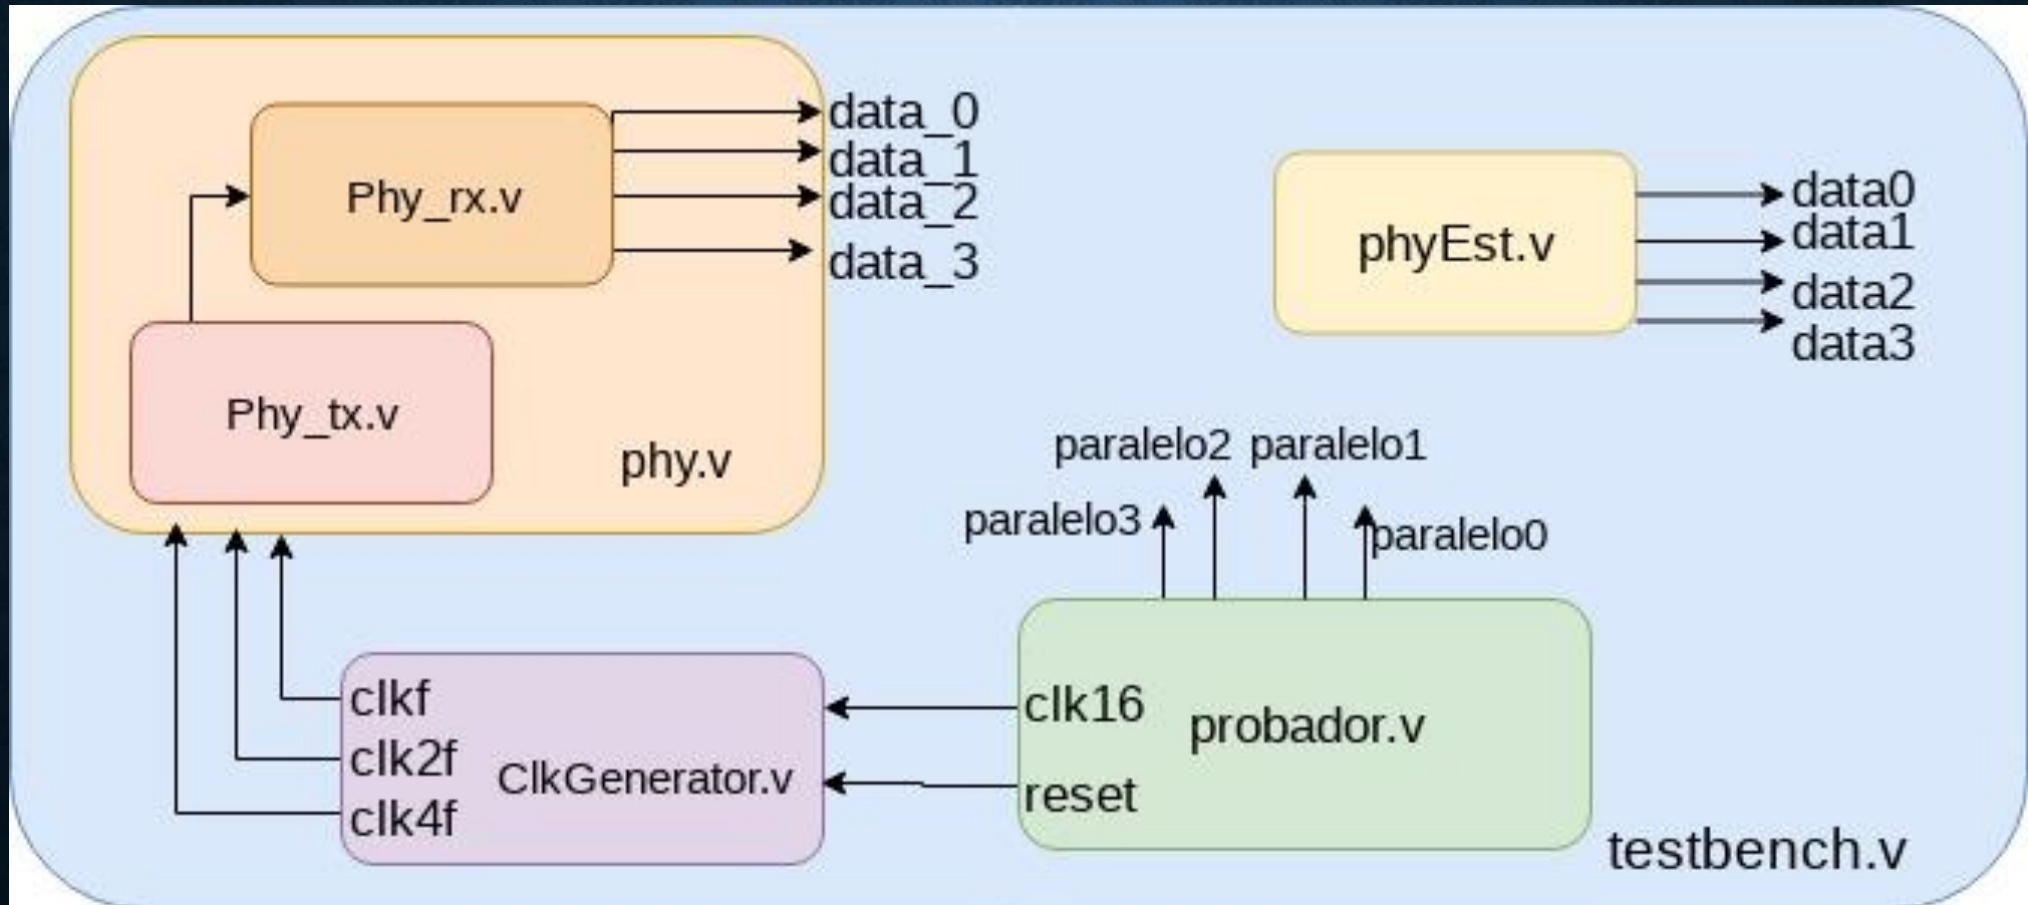 data_0
data_1
data_2
data_3
Phy_rx.v
Phy_tx.v
phy.v
phyEst.v
data0
data1
data2
data3
paralelo2 paralelo1
paralelo3
paralelo0
clkf
clk2f
clk4f
ClkGenerator.v
clk16
reset
probador.v
testbench.v